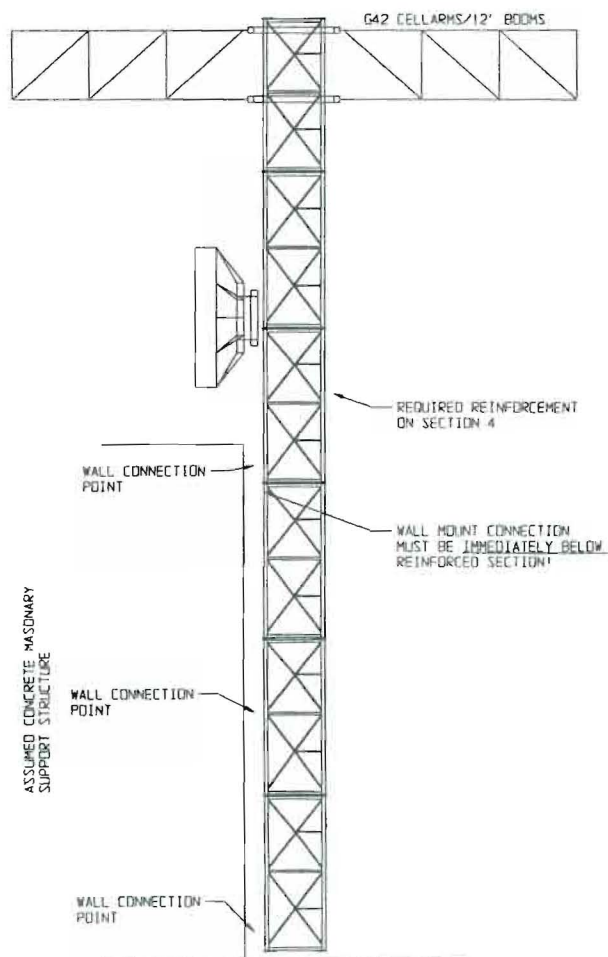 G42 CELLARMS/12' BOOMS
REQUIRED REINFORCEMENT
ON SECTION 4
WALL CONNECTION
POINT
WALL MOUNT CONNECTION
MUST BE IMMEDIATELY BELOW
REINFORCED SECTION!
ASSUMED CONCRETE MASONARY
SUPPORT STRUCTURE
WALL CONNECTION
POINT
WALL CONNECTION
POINT